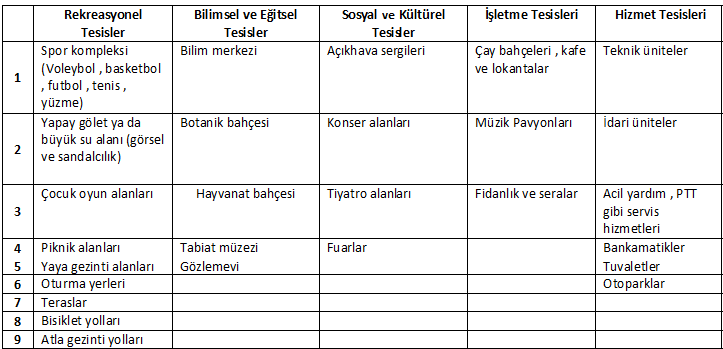 Rekreasyonel Tesisler	Bilimsel ve Eğitsel Tesisler	Sosyal ve Kültürel Tesisler	İşletme Tesisleri	Hizmet Tesisleri
1	Spor kompleksi (Voleybol , basketbol , futbol , tenis , yüzme)	Bilim merkezi	Açıkhava sergileri	Çay bahçeleri , kafe ve lokantalar	Teknik üniteler
2	Yapay gölet ya da büyük su alanı (görsel ve sandalcılık)	Botanik bahçesi	Konser alanları	Müzik Pavyonları	İdari üniteler
3	Çocuk oyun alanları	Hayvanat bahçesi	Tiyatro alanları	Fidanlık ve seralar	Acil yardım , PTT gibi servis hizmetleri
4	Piknik alanları	Tabiat müzesi	Fuarlar		Bankamatikler
5	Yaya gezinti alanları	Gözlemevi			Tuvaletler
6	Oturma yerleri				Otoparklar
7	Teraslar
8	Bisiklet yolları
9	Atla gezinti yolları